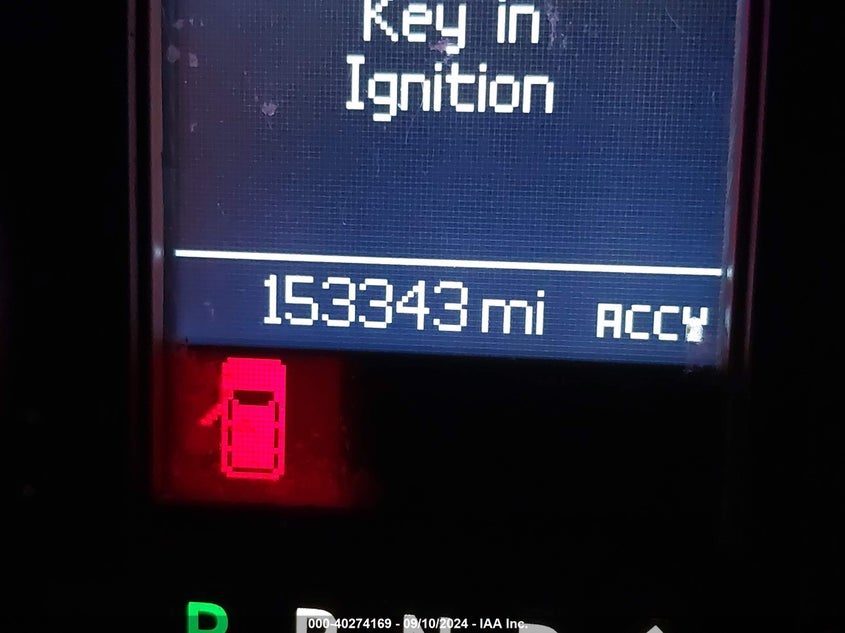 Key in
Ignition
153343 mi ACCY
P R N D
000-40274169 - 09/10/2024 - IAA Inc.